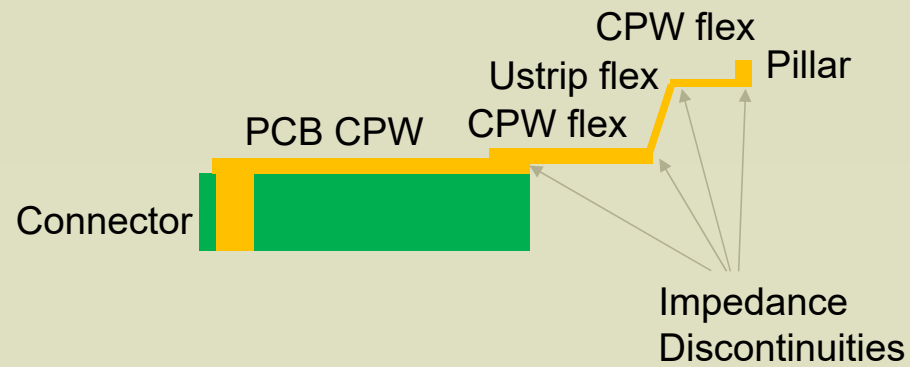 CPW flex
Pillar
Ustrip flex
CPW flex
PCB CPW
Connector
Impedance
Discontinuities